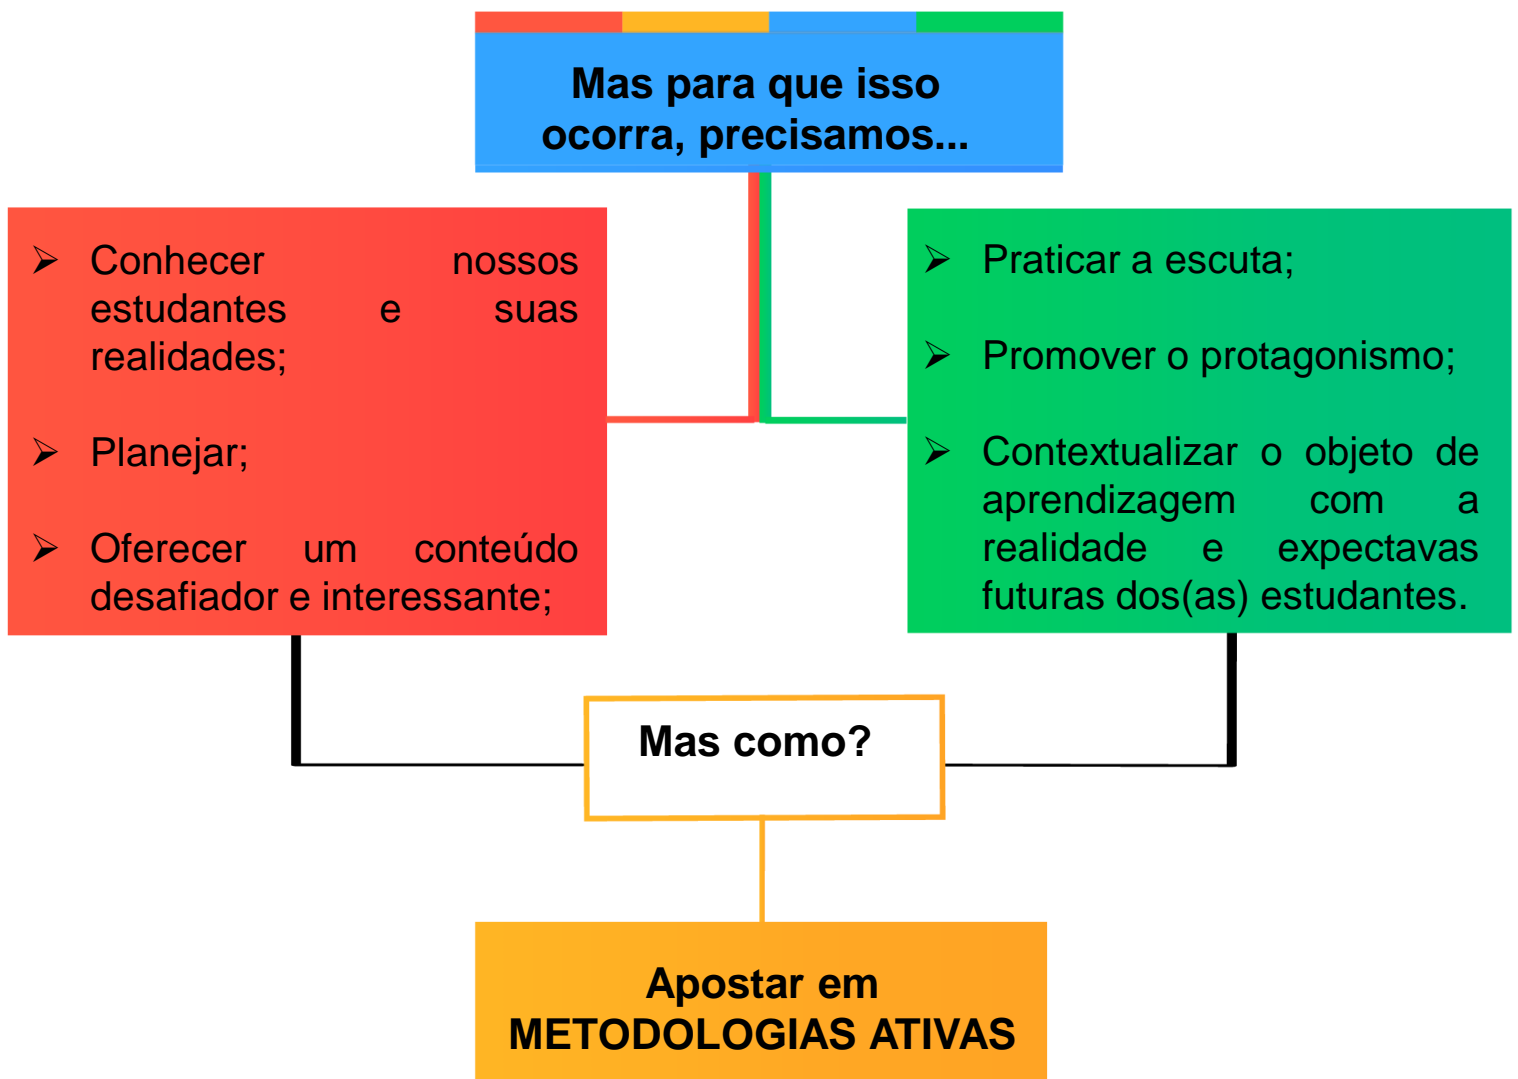 Mas para que isso
ocorra, precisamos...
➢ Conhecer nossos
estudantes e suas
realidades;
➢ Planejar;
➢ Oferecer um conteúdo
desafiador e interessante;
➢ Praticar a escuta;
➢ Promover o protagonismo;
➢ Contextualizar o objeto de
aprendizagem com a
realidade e expectavas
futuras dos(as) estudantes.
Mas como?
Apostar em
METODOLOGIAS ATIVAS